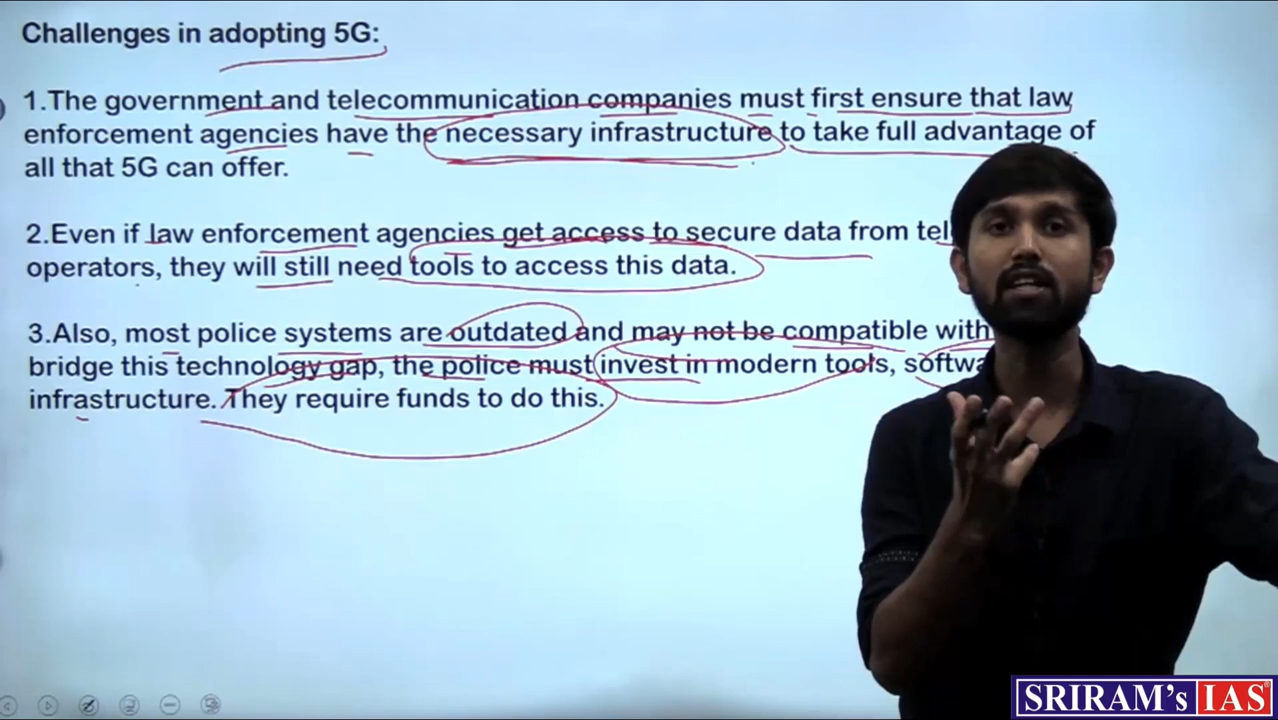 Challenges in adopting 5G:
1.The government and telecommunication companies must first ensure that law
enforcement agencies have the necessary infrastructure to take full advantage of
all that 5G can offer.
2.Even if law enforcement agencies get access to secure data from
operators, they will still need tools to access this data.
3.Also, most police systems are outdated and may not be compatible with
bridge this technology gap, the police must invest in modern tools,
infrastructure. They require funds to do this.
SRIRAM's IAS